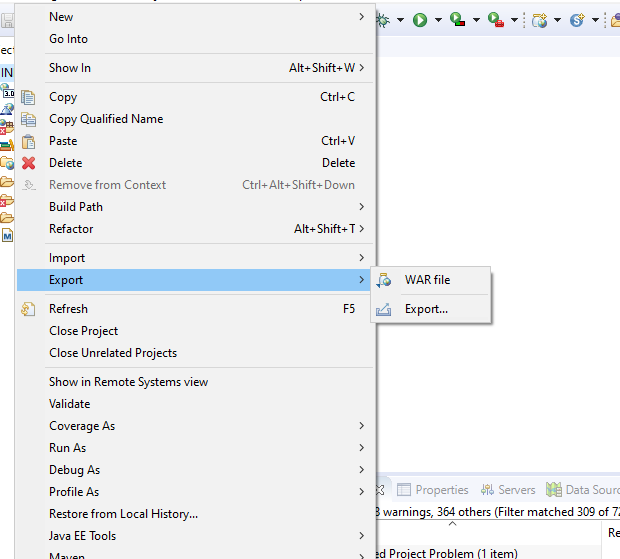 New
Go Into
ect
IN
Show In Alt+Shift+W
3.0
Copy Ctrl+C
Copy Qualified Name
Paste Ctrl+V
Delete Delete
Remove from Context Ctrl+Alt+Shift+Down
Build Path
Refactor Alt+Shift+T
M
Import
Export
WAR file
Refresh F5
Export...
Close Project
Close Unrelated Projects
Show in Remote Systems view
Validate
Coverage As
Run As
Debug As
Profile As
Properties Servers Data Sour
warnings, 364 others (Filter matched 309 of 72
Restore from Local History...
Java EE Tools
Re
Maven
ed Project Problem (1 item)